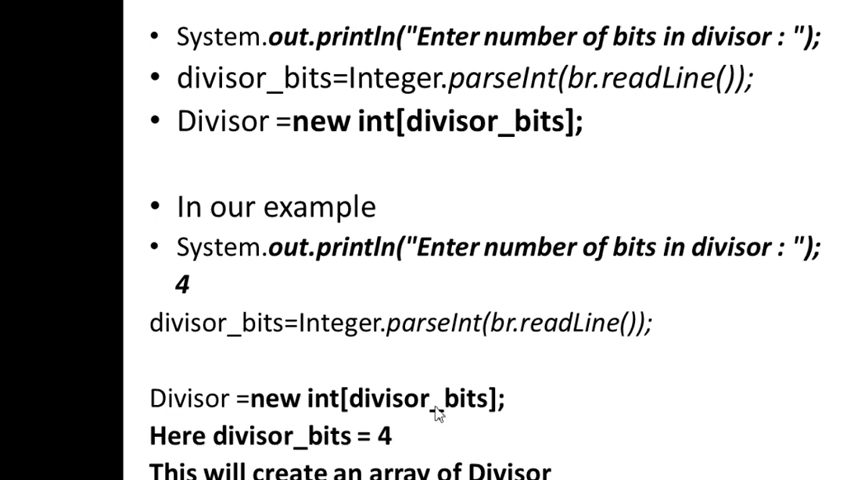 • System.out.println("Enter number of bits in divisor : ");
• divisor_bits=Integer.parseInt(br.readLine());
• Divisor =new int[divisor_bits];
• In our example
• System.out.println("Enter number of bits in divisor : ");
4
divisor_bits=Integer.parseInt(br.readLine());
Divisor =new int[divisor_bits];
Here divisor_bits = 4
This will create an array of Divisor